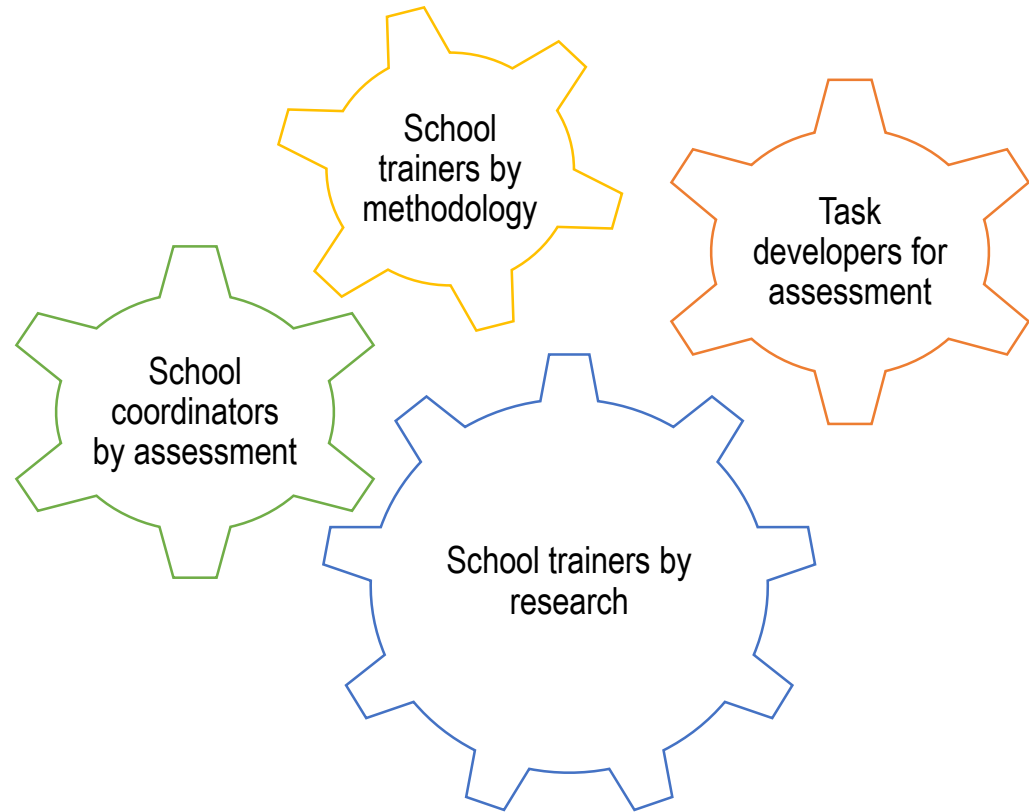 School
trainers by
methodology
Task
developers for
assessment
School
coordinators
by assessment
School trainers by
research